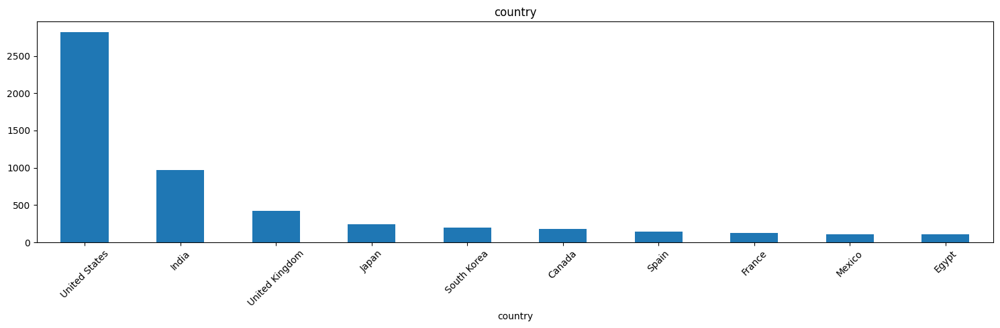 country
2500
2000
1500
1000
500
0
United States
India
United Kingdom
Japan
South Korea
Canada
Spain
France
Mexico
Egypt
country